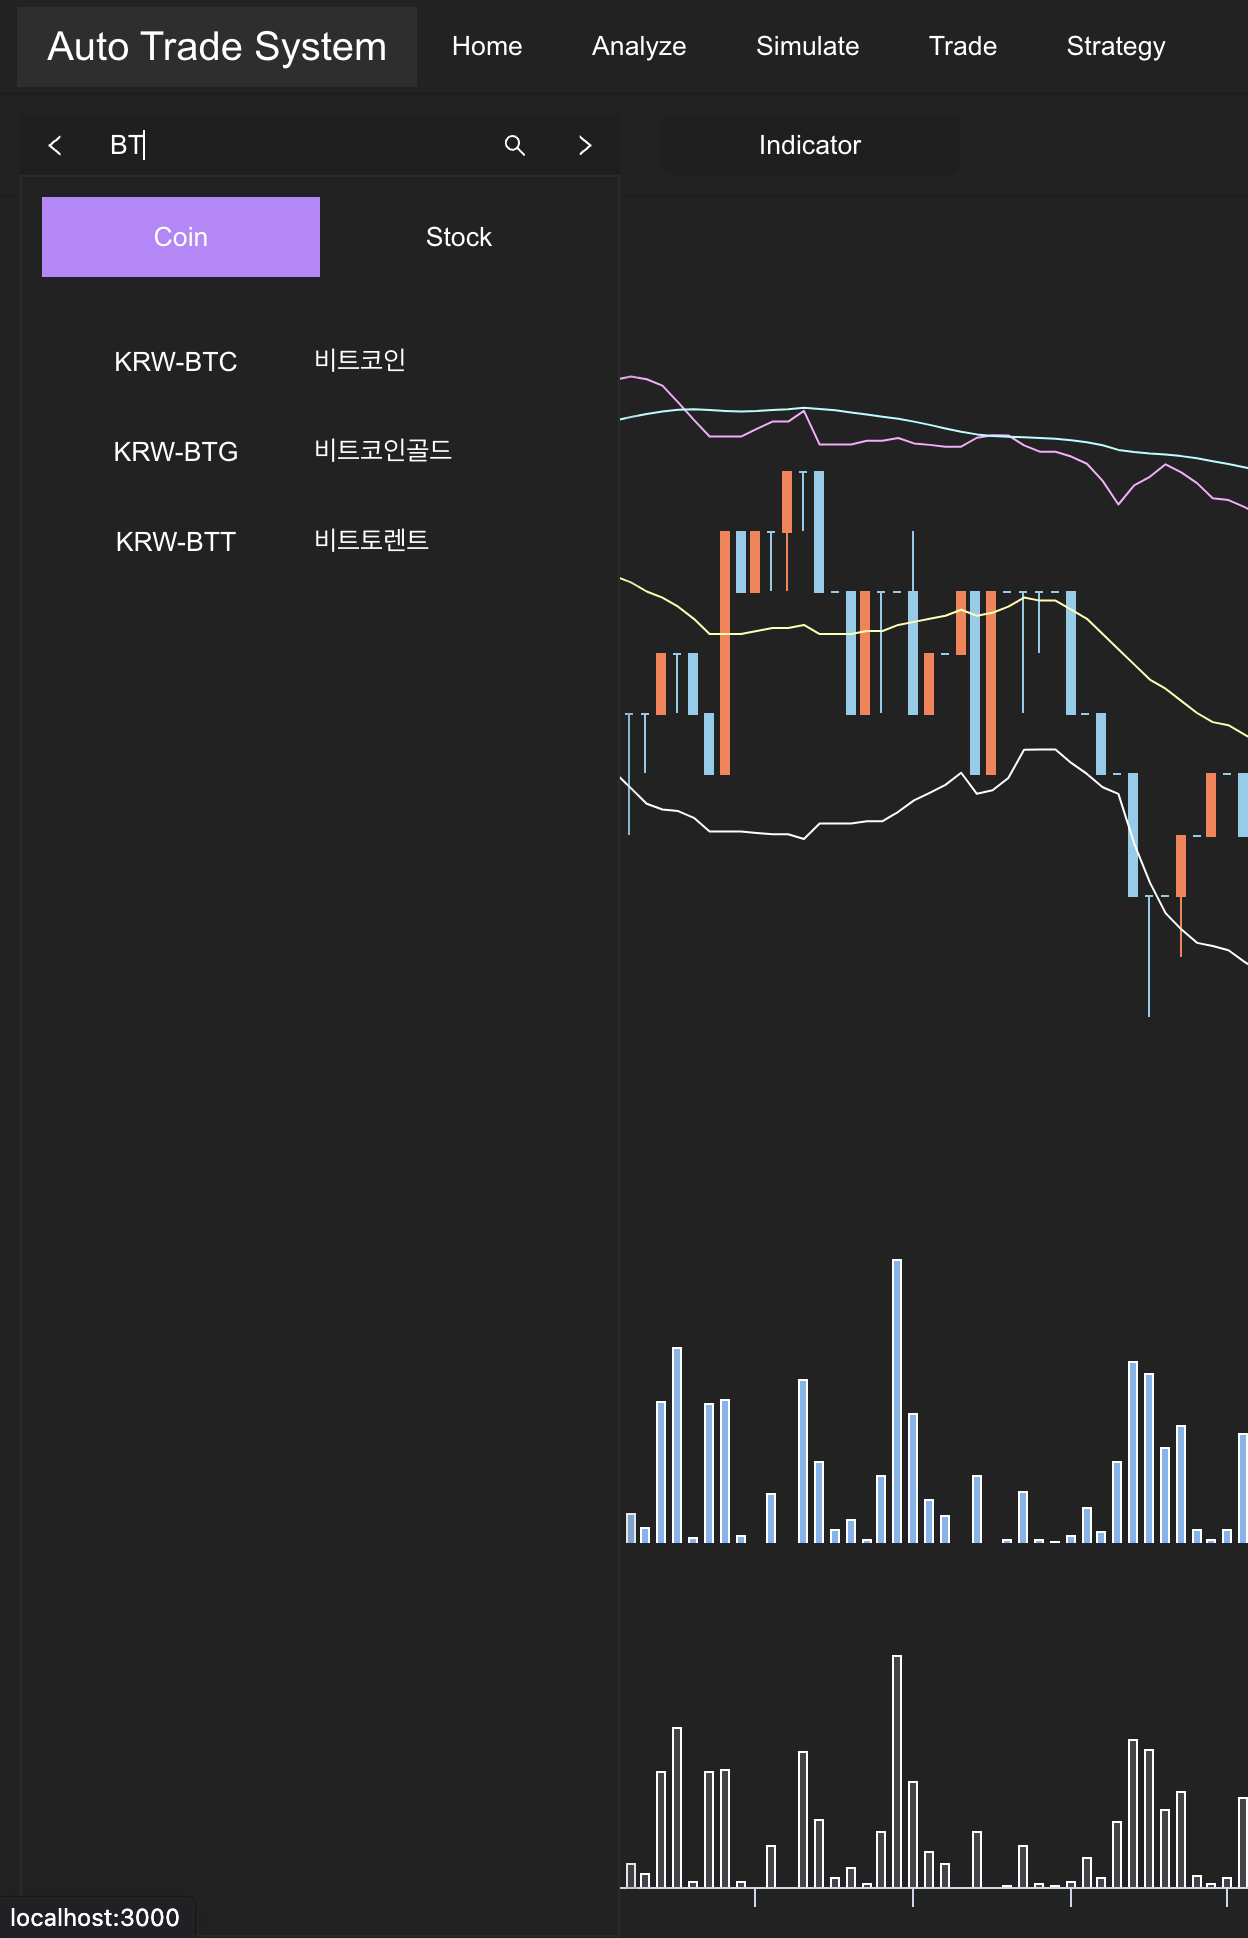 Auto Trade System Home Analyze Simulate Trade Strategy
BT Indicator
Coin Stock
KRW-BTC 비트코인
KRW-BTG 비트코인골드
KRW-BTT 비트토렌트
localhost:3000